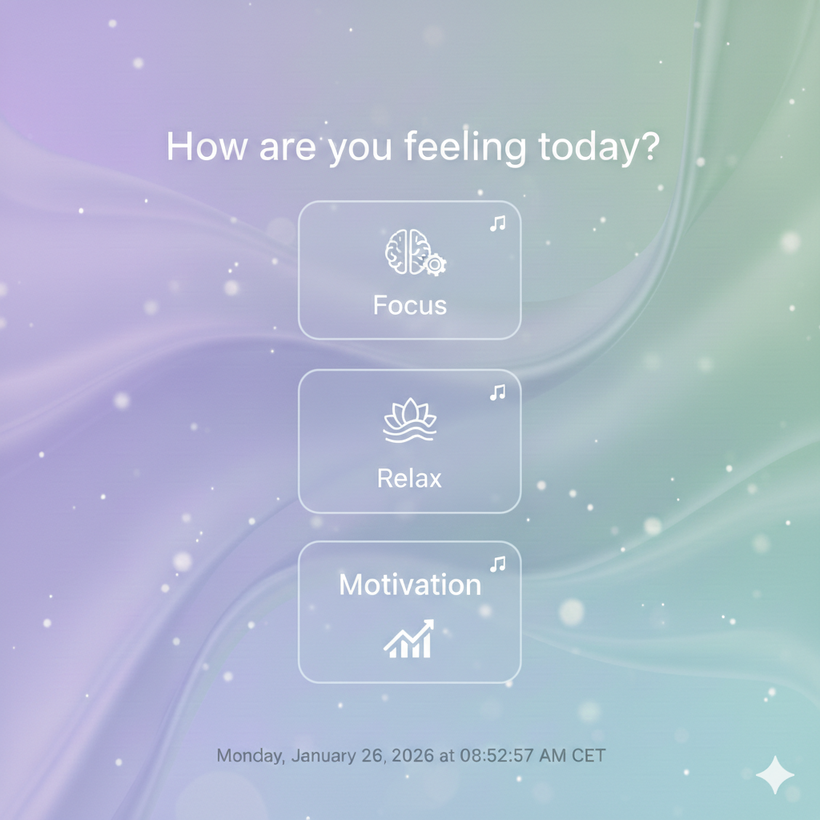 How are you feeling today?
Focus
Relax
Motivation
Monday, January 26, 2026 at 08:52:57 AM CET